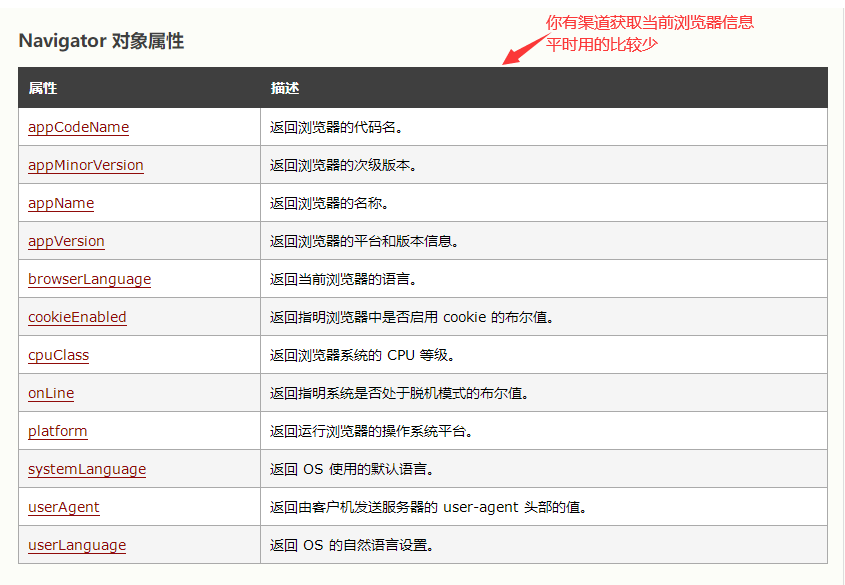 你有渠道获取当前浏览器信息
平时用的比较少
Navigator 对象属性
属性 描述
appCodeName 返回浏览器的代码名。
appMinorVersion 返回浏览器的次级版本。
appName 返回浏览器的名称。
appVersion 返回浏览器的平台和版本信息。
browserLanguage 返回当前浏览器的语言。
cookieEnabled 返回指明浏览器中是否启用 cookie 的布尔值。
cpuClass 返回浏览器系统的 CPU 等级。
onLine 返回指明系统是否处于脱机模式的布尔值。
platform 返回运行浏览器的操作系统平台。
systemLanguage 返回 OS 使用的默认语言。
userAgent 返回由客户机发送服务器的 user-agent 头部的值。
userLanguage 返回 OS 的自然语言设置。